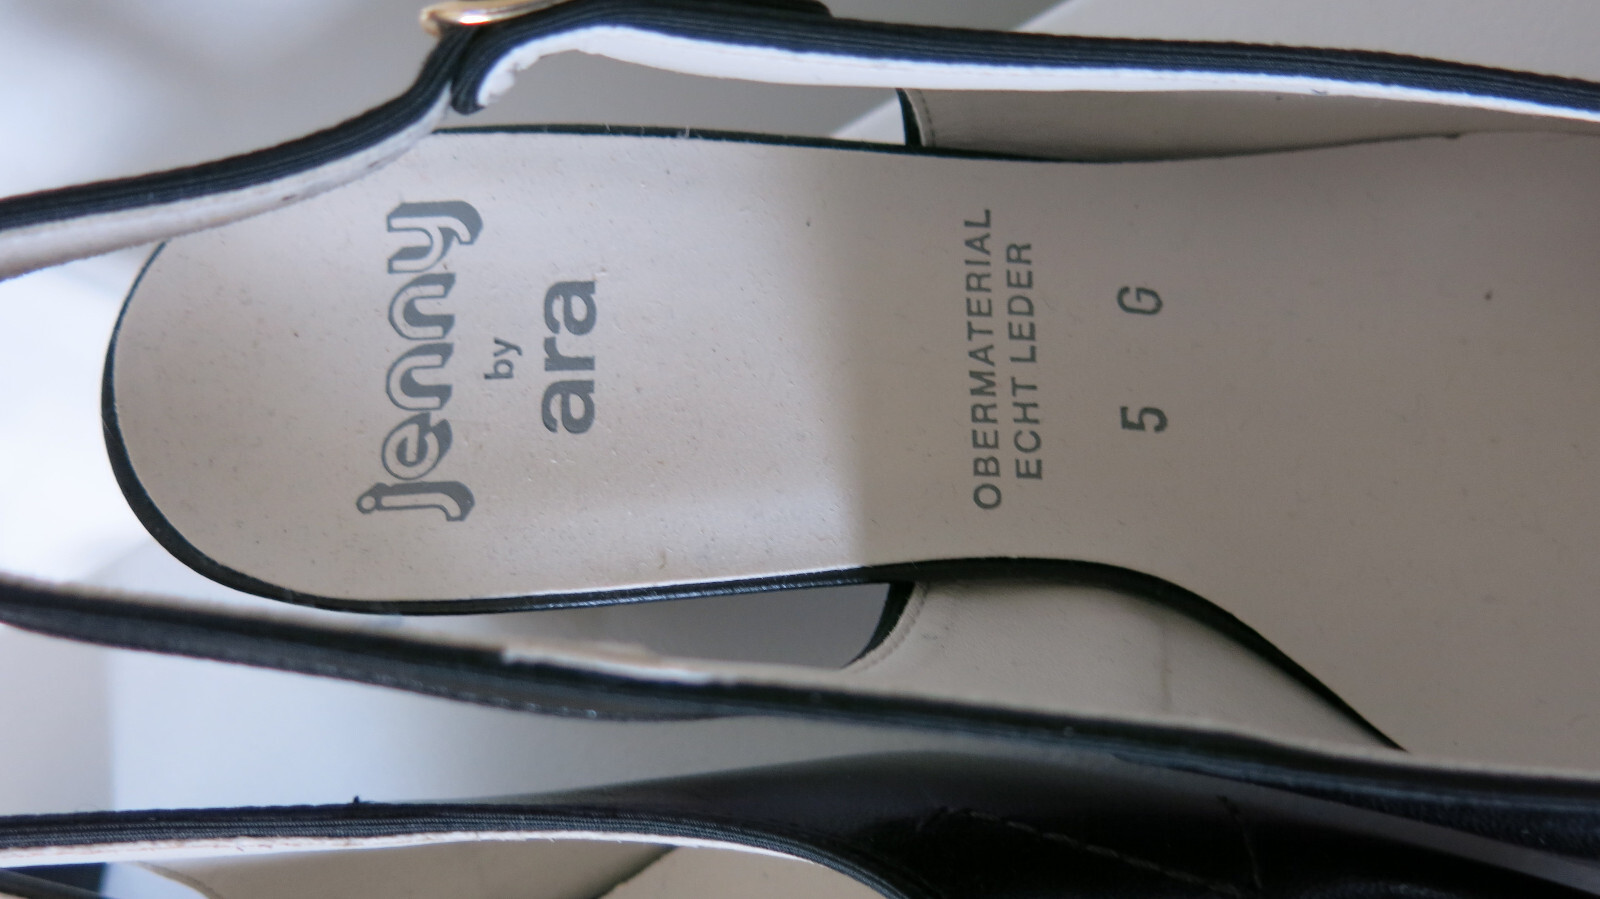 jenny
by
ara
OBERMATERIAL
ECHT LEDER
5 G